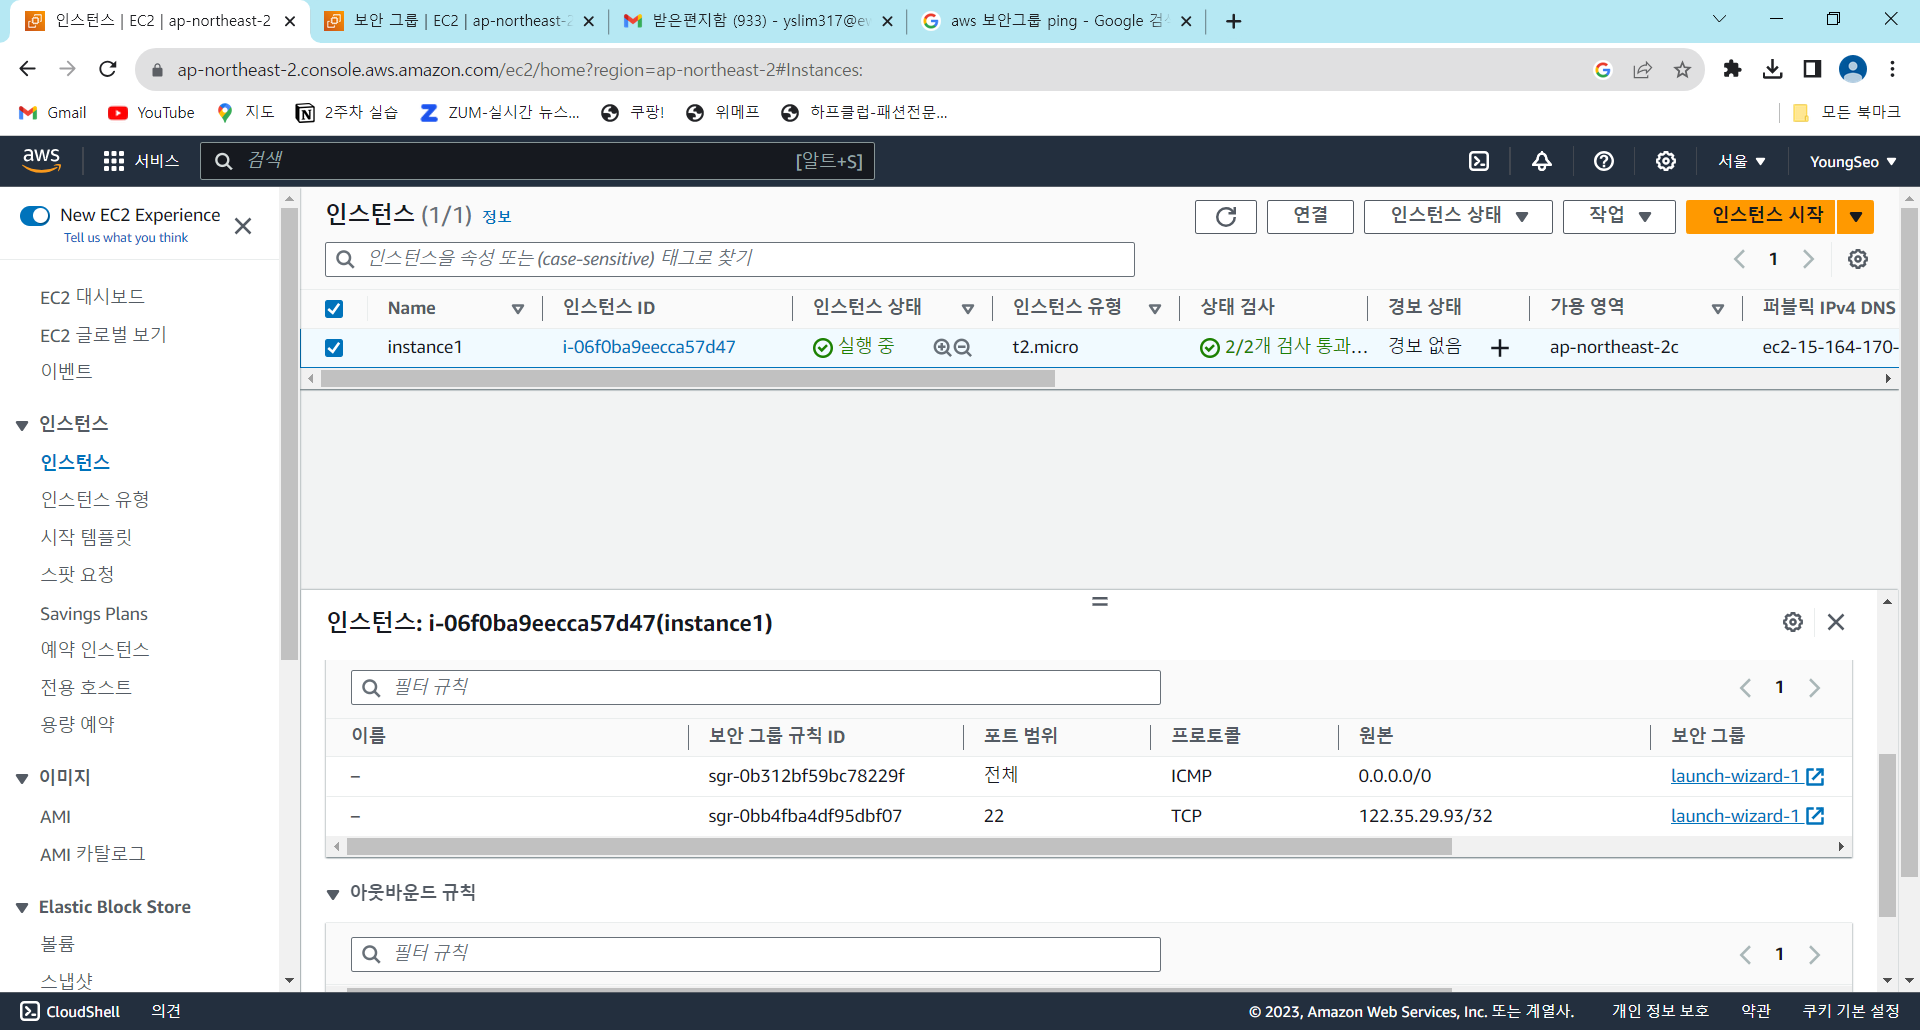 인스턴스 | EC2 | ap-northeast-2
보안 그룹 | EC2 | ap-northeast-2
받은편지함 (933) - yslim317@ew
aws 보안그룹 ping - Google 검색
ap-northeast-2.console.aws.amazon.com/ec2/home?region=ap-northeast-2#Instances:
Gmail
YouTube
지도
2주차 실습
ZUM-실시간 뉴스...
쿠팡!
위메프
하프클럽-패션전문...
모든 북마크
aws
서비스
검색
[알트+S]
서울
YoungSeo
New EC2 Experience
Tell us what you think
EC2 대시보드
EC2 글로벌 보기
이벤트
인스턴스
인스턴스
인스턴스 유형
시작 템플릿
스팟 요청
Savings Plans
예약 인스턴스
전용 호스트
용량 예약
이미지
AMI
AMI 카탈로그
Elastic Block Store
볼륨
스냅샷
인스턴스 (1/1) 정보
연결
인스턴스 상태
작업
인스턴스 시작
인스턴스을 속성 또는 (case-sensitive) 태그로 찾기
1
Name 인스턴스 ID 인스턴스 상태 인스턴스 유형 상태 검사 경보 상태 가용 영역 퍼블릭 IPv4 DNS
instance1 i-06f0ba9eecca57d47 실행 중 t2.micro 2/2개 검사 통과... 경보 없음 ap-northeast-2c ec2-15-164-170-
인스턴스: i-06f0ba9eecca57d47(instance1)
필터 규칙
1
이름 보안 그룹 규칙 ID 포트 범위 프로토콜 원본 보안 그룹
– sgr-0b312bf59bc78229f 전체 ICMP 0.0.0.0/0 launch-wizard-1
– sgr-0bb4fba4df95dbf07 22 TCP 122.35.29.93/32 launch-wizard-1
아웃바운드 규칙
필터 규칙
1
CloudShell
의견
© 2023, Amazon Web Services, Inc. 또는 계열사.
개인 정보 보호
약관
쿠키 기본 설정